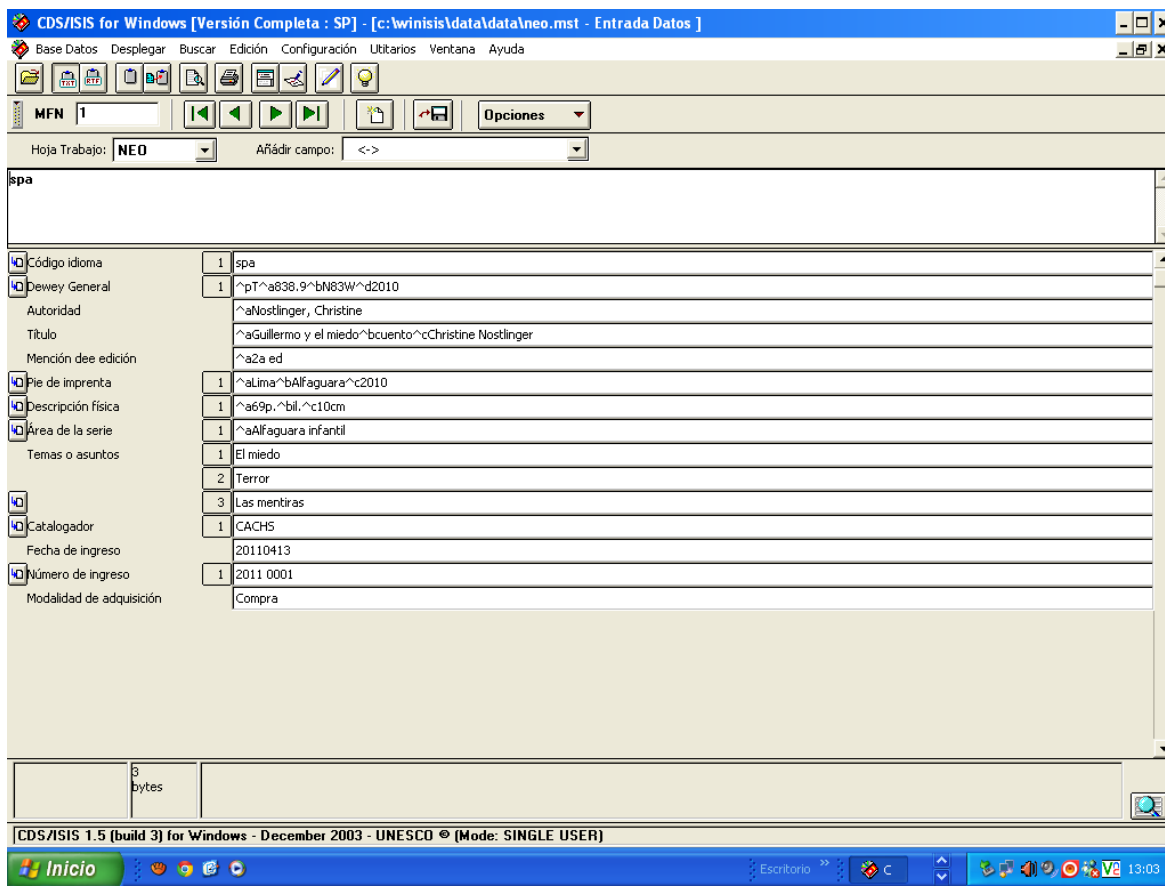 CDS/ISIS for Windows [Versión Completa : SP] - [c:\winisis\data\data\neo.mst - Entrada Datos ]
Base Datos Desplegar Buscar Edición Configuración Utitarios Ventana Ayuda
TXT RTF
MFN 1 Opciones
Hoja Trabajo: NEO Añádir campo: <->
spa
Código idioma 1 spa
Dewey General 1 ^pT^a838.9^bN83W^d2010
Autoridad ^aNostlinger, Christine
Título ^aGuillermo y el miedo^bcuento^cChristine Nostlinger
Mención dee edición ^a2a ed
Pie de imprenta 1 ^aLima^bAlfaguara^c2010
Descripción física 1 ^a69p.^bil.^c10cm
Área de la serie 1 ^aAlfaguara infantil
Temas o asuntos 1 El miedo
2 Terror
3 Las mentiras
Catalogador 1 CACHS
Fecha de ingreso 20110413
Número de ingreso 1 2011 0001
Modalidad de adquisición Compra
3
bytes
CDS/ISIS 1.5 (build 3) for Windows - December 2003 - UNESCO © (Mode: SINGLE USER)
Inicio Escritorio » C 13:03